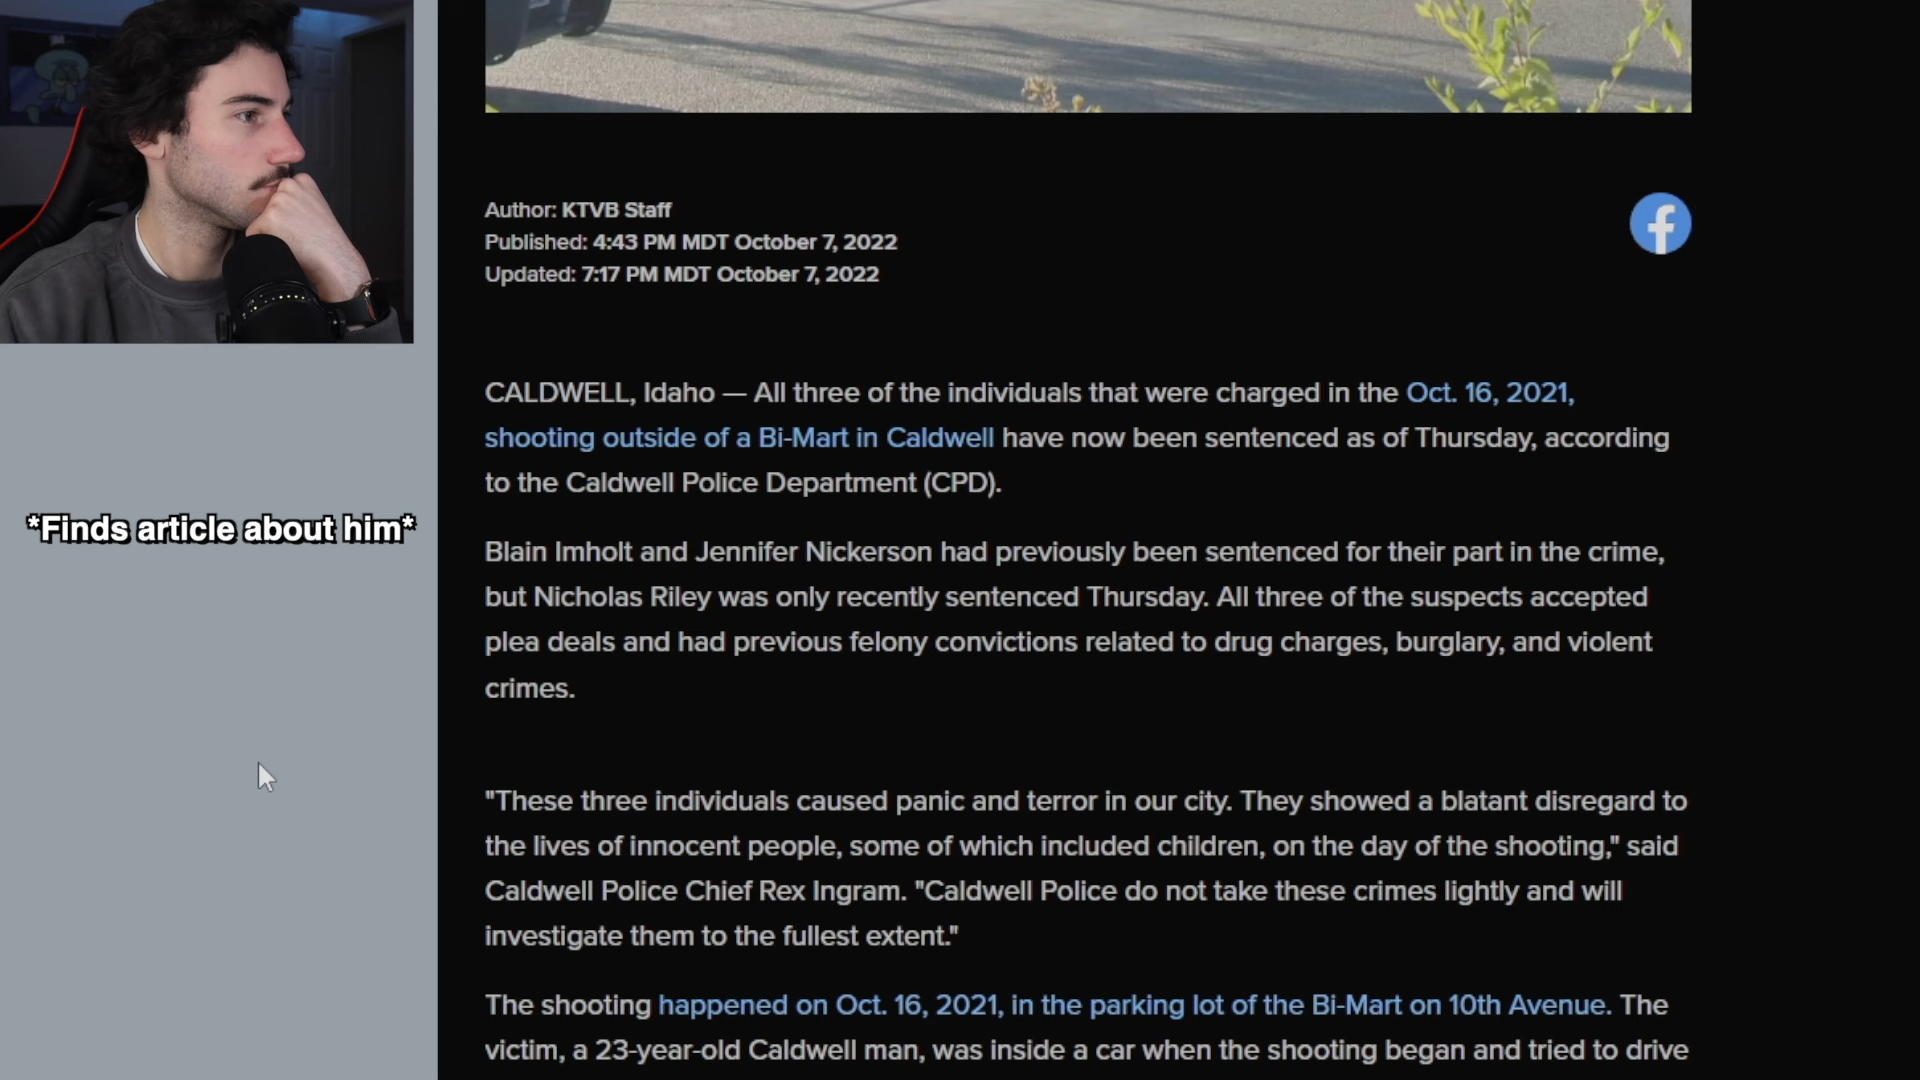 Author: KTVB Staff
Published: 4:43 PM MDT October 7, 2022
Updated: 7:17 PM MDT October 7, 2022
CALDWELL, Idaho — All three of the individuals that were charged in the Oct. 16, 2021,
shooting outside of a Bi-Mart in Caldwell have now been sentenced as of Thursday, according
to the Caldwell Police Department (CPD).
*Finds article about him*
Blain Imholt and Jennifer Nickerson had previously been sentenced for their part in the crime,
but Nicholas Riley was only recently sentenced Thursday. All three of the suspects accepted
plea deals and had previous felony convictions related to drug charges, burglary, and violent
crimes.
"These three individuals caused panic and terror in our city. They showed a blatant disregard to
the lives of innocent people, some of which included children, on the day of the shooting," said
Caldwell Police Chief Rex Ingram. "Caldwell Police do not take these crimes lightly and will
investigate them to the fullest extent."
The shooting happened on Oct. 16, 2021, in the parking lot of the Bi-Mart on 10th Avenue. The
victim, a 23-year-old Caldwell man, was inside a car when the shooting began and tried to drive